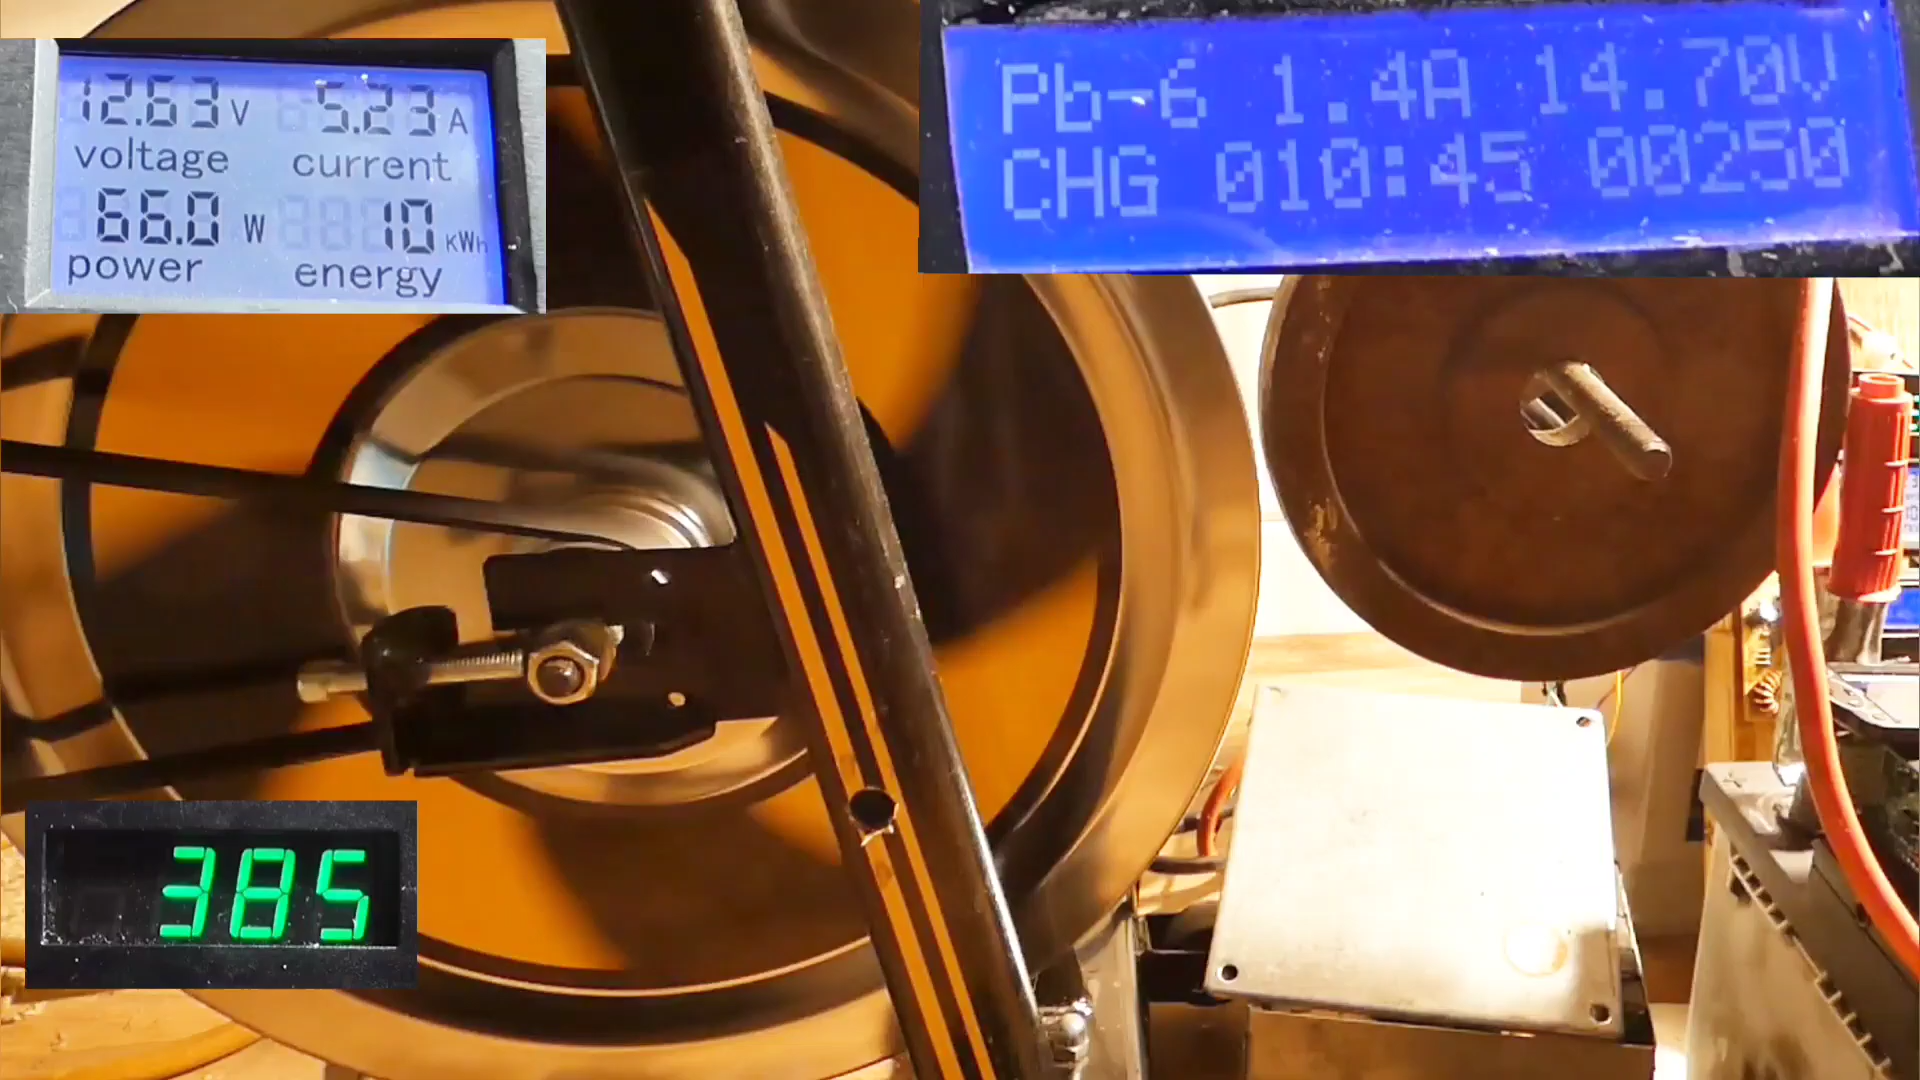 12.63 V 5.23 A
voltage current
66.0 W 10 KWh
power energy
Pb-6 1.4A 14.70V
CHG 010:45 00250
385